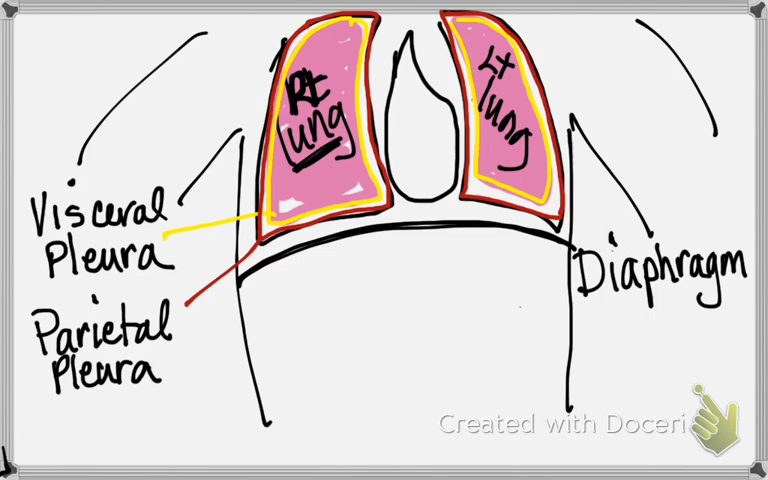 Rt
Lung
Lt
lung
Visceral
Pleura
Parietal
Pleura
Diaphragm
Created with Doceri